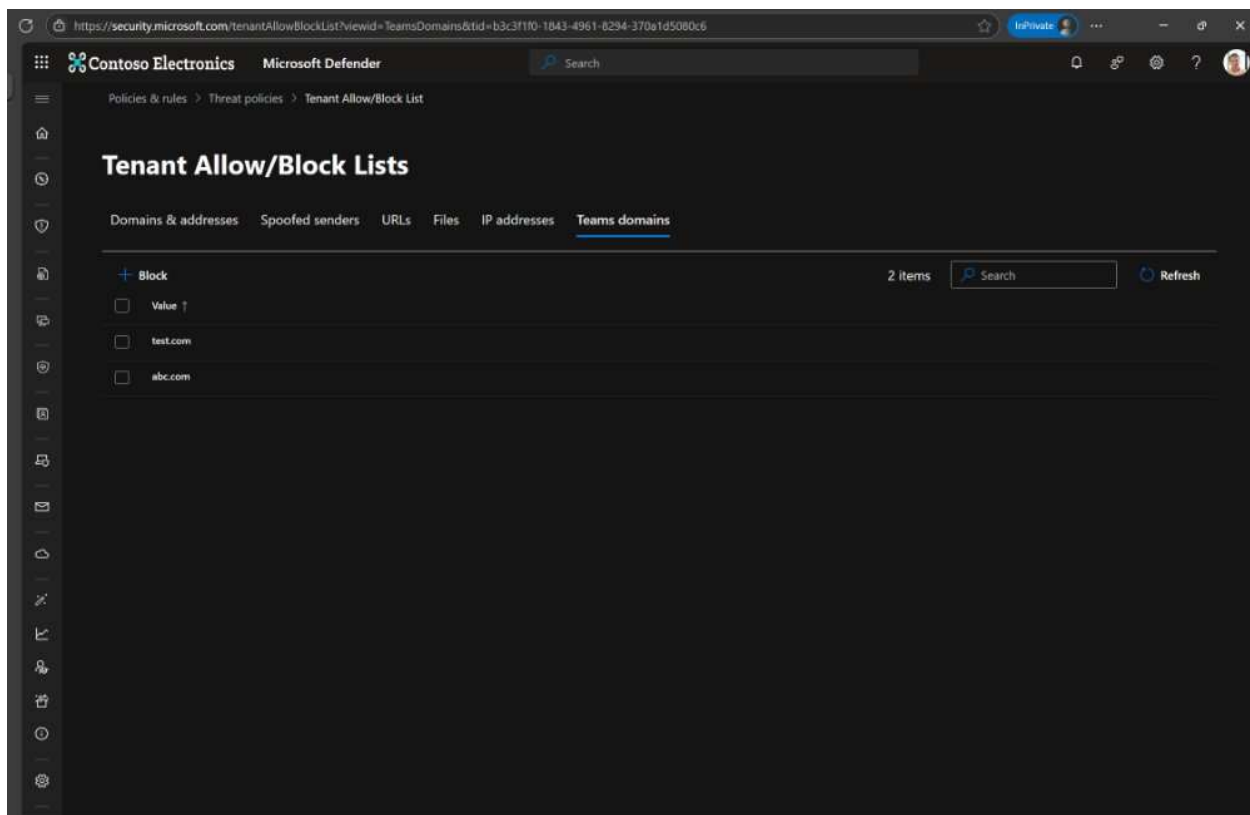 https://security.microsoft.com/tenantAllowBlockList?viewid=TeamsDomains&tid=b3c3f1f0-1843-4961-8294-370a1d5080c6 InPrivate
Contoso Electronics Microsoft Defender Search
Policies & rules > Threat policies > Tenant Allow/Block List
Tenant Allow/Block Lists
Domains & addresses Spoofed senders URLs Files IP addresses Teams domains
+ Block 2 items Search Refresh
Value ↑
test.com
abc.com